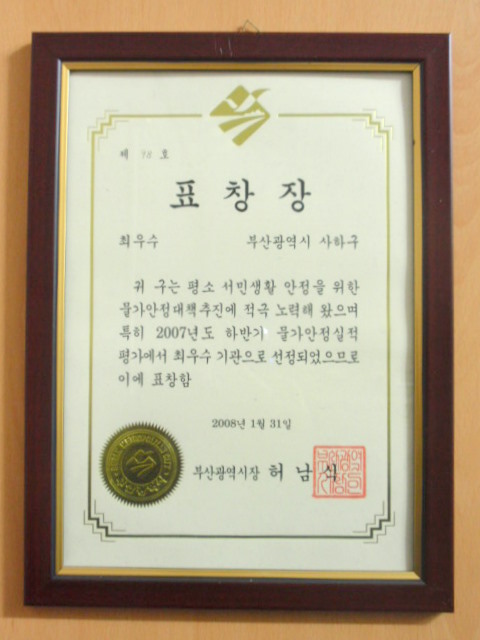 제 98 호
표창장
최우수 부산광역시 사하구
귀 구는 평소 서민생활 안정을 위한
물가안정대책추진에 적극 노력해 왔으며
특히 2007년도 하반기 물가안정실적
평가에서 최우수 기관으로 선정되었으므로
이에 표창함
2008년 1월 31일
부산광역시장 허남식